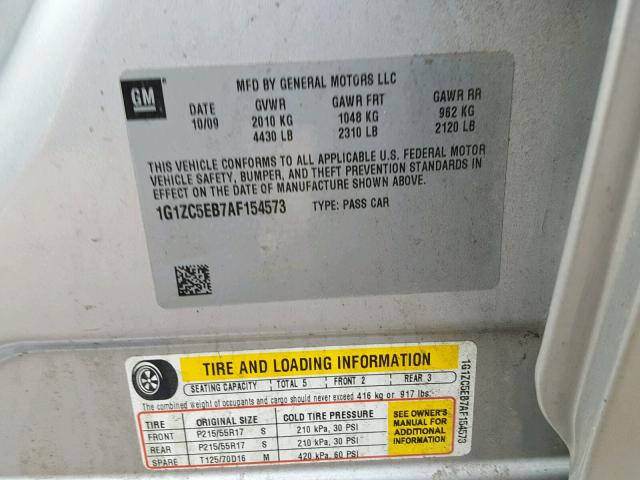 GM
MFD BY GENERAL MOTORS LLC
DATE GVWR GAWR FRT GAWR RR
10/09 2010 KG 1048 KG 962 KG
4430 LB 2310 LB 2120 LB
THIS VEHICLE CONFORMS TO ALL APPLICABLE U.S. FEDERAL MOTOR
VEHICLE SAFETY, BUMPER, AND THEFT PREVENTION STANDARDS IN
EFFECT ON THE DATE OF MANUFACTURE SHOWN ABOVE.
1G1ZC5EB7AF154573 TYPE: PASS CAR
TIRE AND LOADING INFORMATION
SEATING CAPACITY TOTAL 5 FRONT 2 REAR 3
The combined weight of occupants and cargo should never exceed 416 kg or 917 lbs.
TIRE ORIGINAL SIZE COLD TIRE PRESSURE
FRONT P215/55R17 S 210 kPa, 30 PSI
REAR P215/55R17 S 210 kPa, 30 PSI
SPARE T125/70D16 M 420 kPa, 60 PSI
SEE OWNER'S
MANUAL FOR
ADDITIONAL
INFORMATION
1G1ZC5EB7AF154573